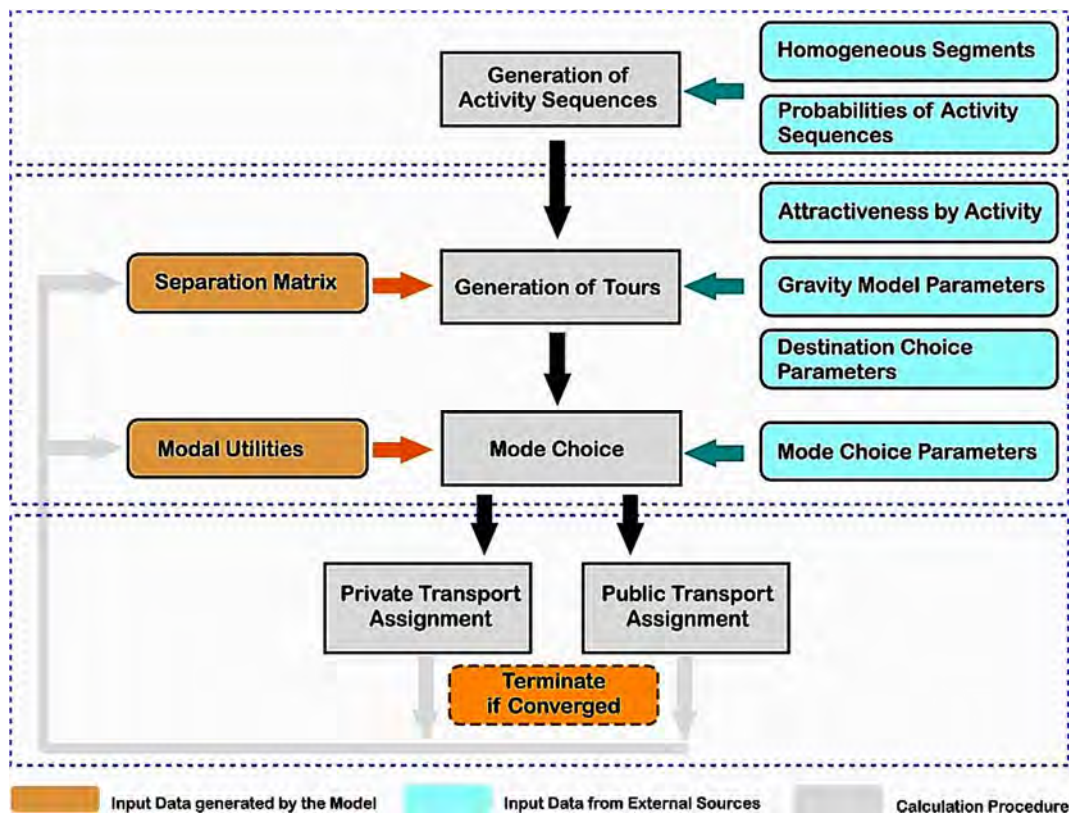 Homogeneous Segments
Generation of
Activity Sequences
Probabilities of Activity
Sequences
Attractiveness by Activity
Separation Matrix
Generation of Tours
Gravity Model Parameters
Destination Choice
Parameters
Modal Utilities
Mode Choice
Mode Choice Parameters
Private Transport
Assignment
Public Transport
Assignment
Terminate
if Converged
Input Data generated by the Model
Input Data from External Sources
Calculation Procedure